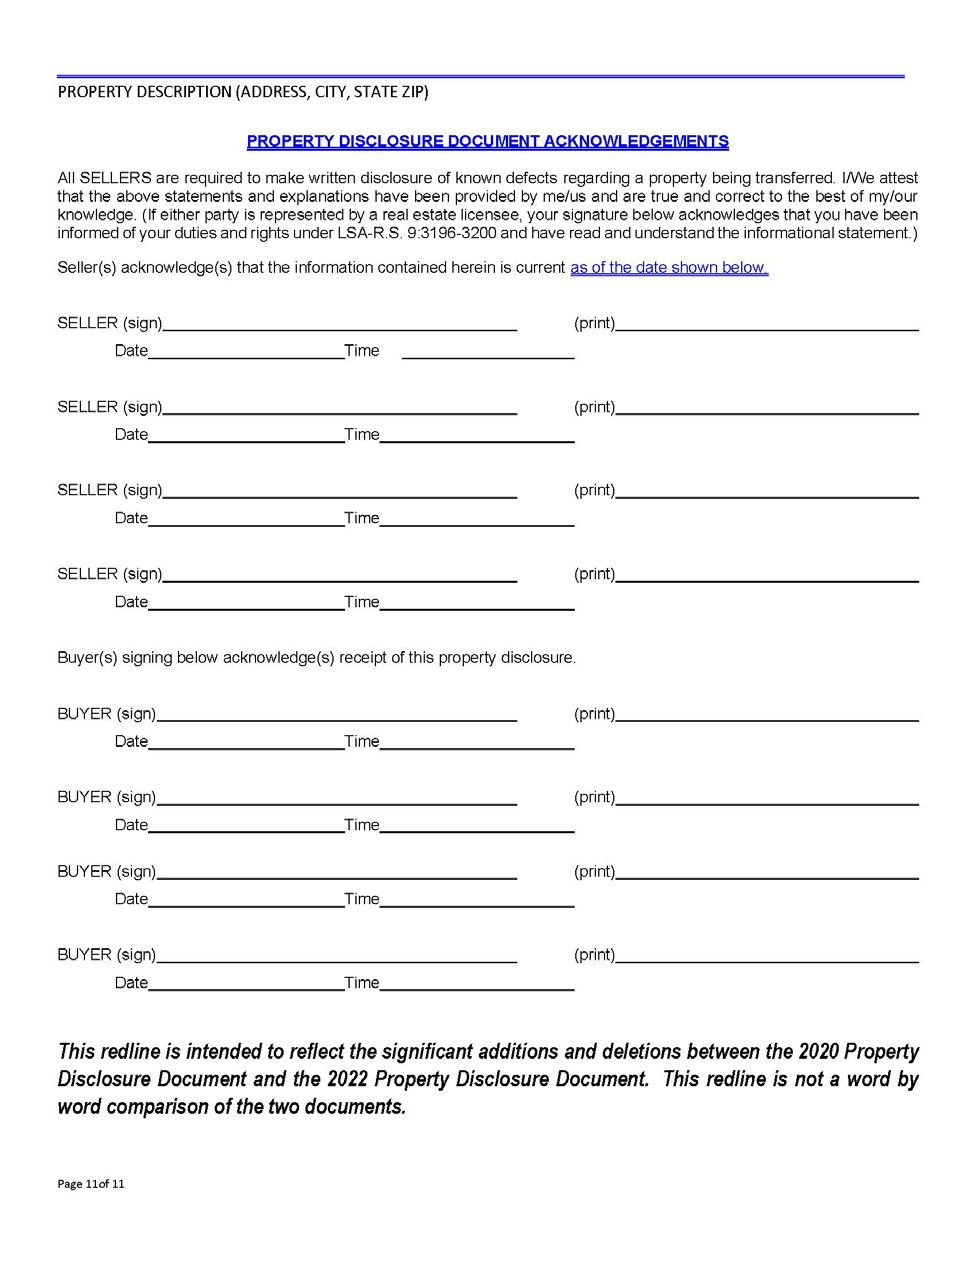 PROPERTY DESCRIPTION (ADDRESS, CITY, STATE ZIP)
PROPERTY DISCLOSURE DOCUMENT ACKNOWLEDGEMENTS
All SELLERS are required to make written disclosure of known defects regarding a property being transferred. I/We attest
that the above statements and explanations have been provided by me/us and are true and correct to the best of my/our
knowledge. (If either party is represented by a real estate licensee, your signature below acknowledges that you have been
informed of your duties and rights under LSA-R.S. 9:3196-3200 and have read and understand the informational statement.)
Seller(s) acknowledge(s) that the information contained herein is current as of the date shown below.
SELLER (sign) (print)
Date Time
SELLER (sign) (print)
Date Time
SELLER (sign) (print)
Date Time
SELLER (sign) (print)
Date Time
Buyer(s) signing below acknowledge(s) receipt of this property disclosure.
BUYER (sign) (print)
Date Time
BUYER (sign) (print)
Date Time
BUYER (sign) (print)
Date Time
BUYER (sign) (print)
Date Time
This redline is intended to reflect the significant additions and deletions between the 2020 Property
Disclosure Document and the 2022 Property Disclosure Document. This redline is not a word by
word comparison of the two documents.
Page 11of 11